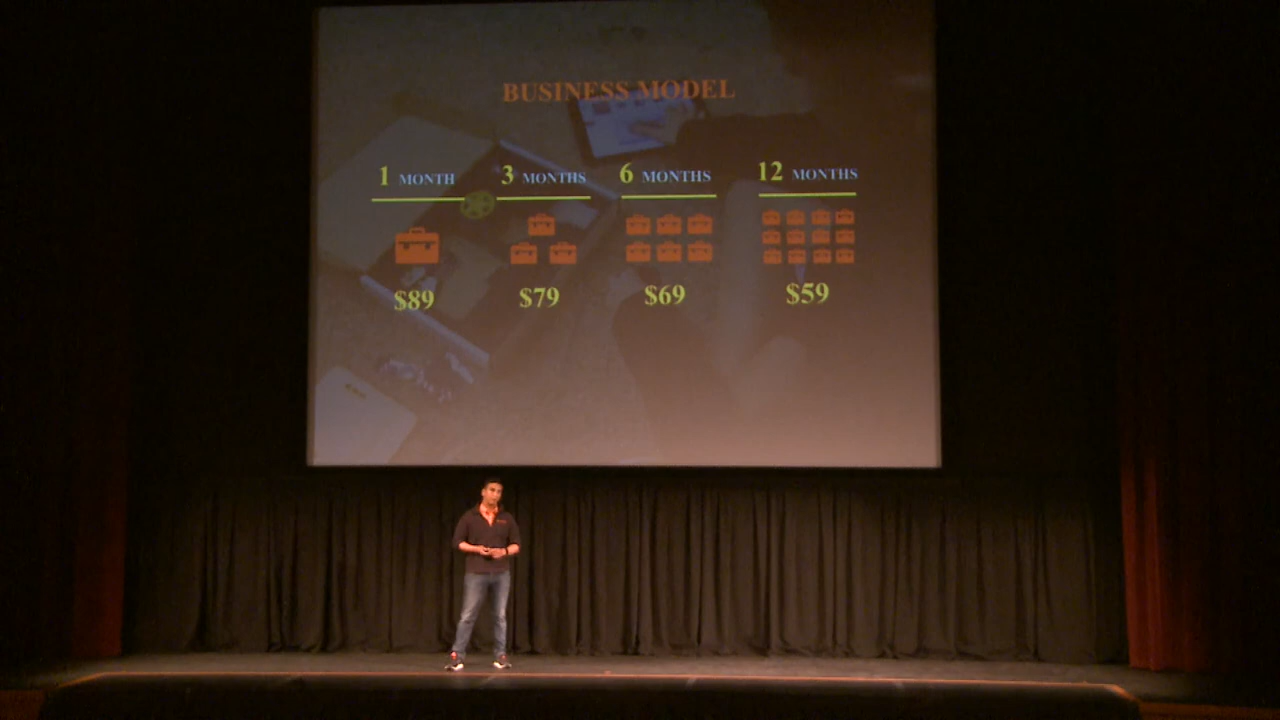 BUSINESS MODEL
1 MONTH
3 MONTHS
6 MONTHS
12 MONTHS
$89
$79
$69
$59